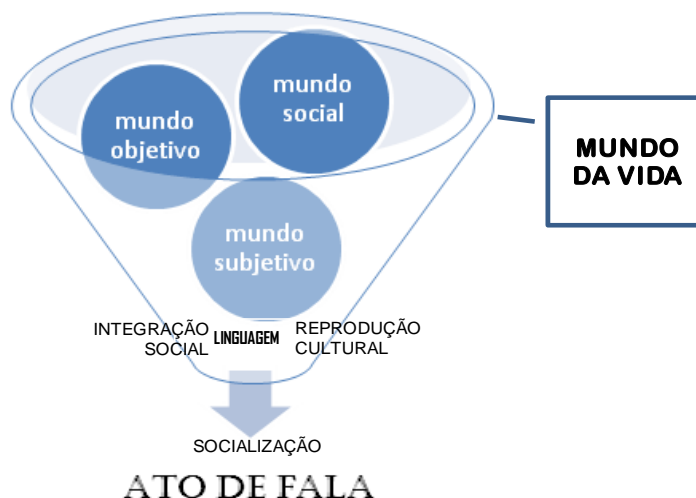 mundo
social
mundo
objetivo
MUNDO
DA VIDA
mundo
subjetivo
INTEGRAÇÃO
SOCIAL
LINGUAGEM
REPRODUÇÃO
CULTURAL
SOCIALIZAÇÃO
ATO DE FALA